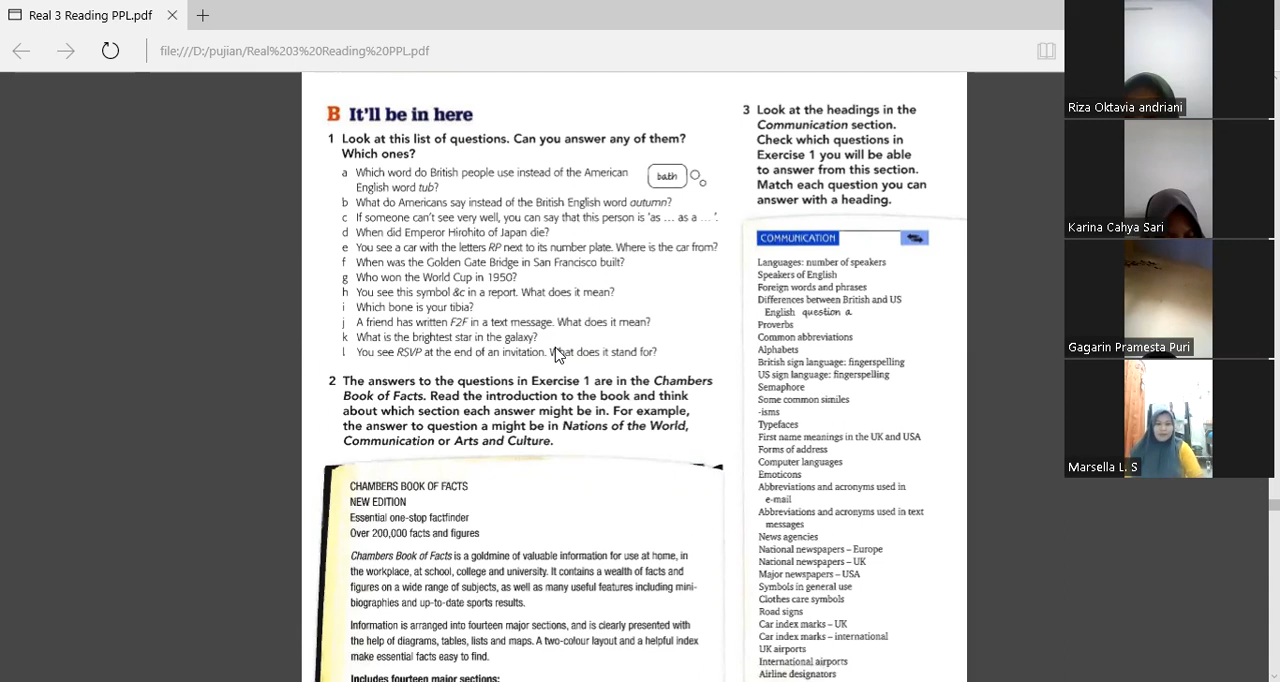 Real 3 Reading PPL.pdf
file:///D:/pujian/Real%203%20Reading%20PPL.pdf
B It'll be in here
1 Look at this list of questions. Can you answer any of them?
Which ones?
a Which word do British people use instead of the American
English word tub?
bath
b What do Americans say instead of the British English word autumn?
c If someone can't see very well, you can say that this person is 'as ... as a ... '.
d When did Emperor Hirohito of Japan die?
e You see a car with the letters RP next to its number plate. Where is the car from?
f When was the Golden Gate Bridge in San Francisco built?
g Who won the World Cup in 1950?
h You see this symbol &c in a report. What does it mean?
i Which bone is your tibia?
j A friend has written F2F in a text message. What does it mean?
k What is the brightest star in the galaxy?
l You see RSVP at the end of an invitation. What does it stand for?
2 The answers to the questions in Exercise 1 are in the Chambers
Book of Facts. Read the introduction to the book and think
about which section each answer might be in. For example,
the answer to question a might be in Nations of the World,
Communication or Arts and Culture.
CHAMBERS BOOK OF FACTS
NEW EDITION
Essential one-stop factfinder
Over 200,000 facts and figures
Chambers Book of Facts is a goldmine of valuable information for use at home, in
the workplace, at school, college and university. It contains a wealth of facts and
figures on a wide range of subjects, as well as many useful features including mini-
biographies and up-to-date sports results.
Information is arranged into fourteen major sections, and is clearly presented with
the help of diagrams, tables, lists and maps. A two-colour layout and a helpful index
make essential facts easy to find.
Includes fourteen major sections:
3 Look at the headings in the
Communication section.
Check which questions in
Exercise 1 you will be able
to answer from this section.
Match each question you can
answer with a heading.
COMMUNICATION
Languages: number of speakers
Speakers of English
Foreign words and phrases
Differences between British and US
English question a
Proverbs
Common abbreviations
Alphabets
British sign language: fingerspelling
US sign language: fingerspelling
Semaphore
Some common similes
-isms
Typefaces
First name meanings in the UK and USA
Forms of address
Computer languages
Emoticons
Abbreviations and acronyms used in
e-mail
Abbreviations and acronyms used in text
messages
News agencies
National newspapers – Europe
National newspapers – UK
Major newspapers – USA
Symbols in general use
Clothes care symbols
Road signs
Car index marks – UK
Car index marks – international
UK airports
International airports
Airline designators
Riza Oktavia andriani
Karina Cahya Sari
Gagarin Pramesta Puri
Marsella L. S